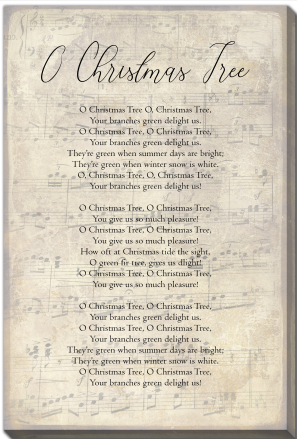 O Christmas Tree
O Christmas Tree O, Christmas Tree,
Your branches green delight us.
O Christmas Tree, O Christmas Tree,
Your branches green delight us.
They're green when summer days are bright;
They're green when winter snow is white.
O, Christmas Tree, O, Christmas Tree,
Your branches green delight us!
O Christmas Tree, O Christmas Tree,
You give us so much pleasure!
O Christmas Tree, O Christmas Tree,
You give us so much pleasure!
How oft at Christmas tide the sight,
O green fir tree, gives us dlight!
O Christmas Tree, O Christmas Tree,
You give us so much pleasure!
O Christmas Tree, O Christmas Tree,
Your branches green delight us.
O Christmas Tree, O Christmas Tree,
Your branches green delight us.
They're green when summer days are bright;
They're green when winter snow is white.
O Christmas Tree, O Christmas Tree,
Your branches green delight us!